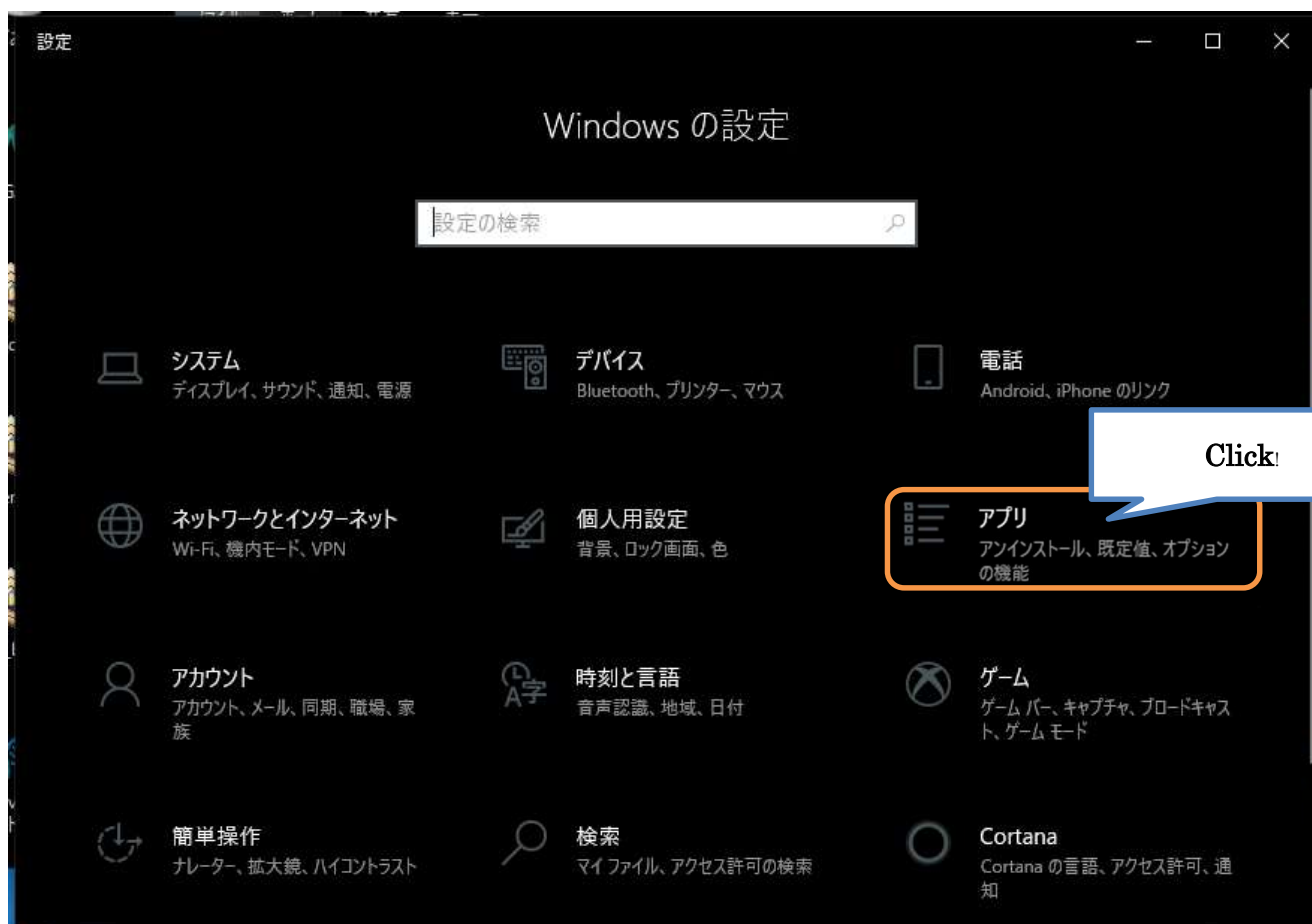 設定
Windows の設定
設定の検索
システム
ディスプレイ、サウンド、通知、電源
デバイス
Bluetooth、プリンター、マウス
電話
Android、iPhone のリンク
Click!
ネットワークとインターネット
Wi-Fi、機内モード、VPN
個人用設定
背景、ロック画面、色
アプリ
アンインストール、既定値、オプション
の機能
アカウント
アカウント、メール、同期、職場、家
族
時刻と言語
音声認識、地域、日付
ゲーム
ゲーム バー、キャプチャ、ブロードキャス
ト、ゲーム モード
簡単操作
ナレーター、拡大鏡、ハイコントラスト
検索
マイ ファイル、アクセス許可の検索
Cortana
Cortana の言語、アクセス許可、通
知